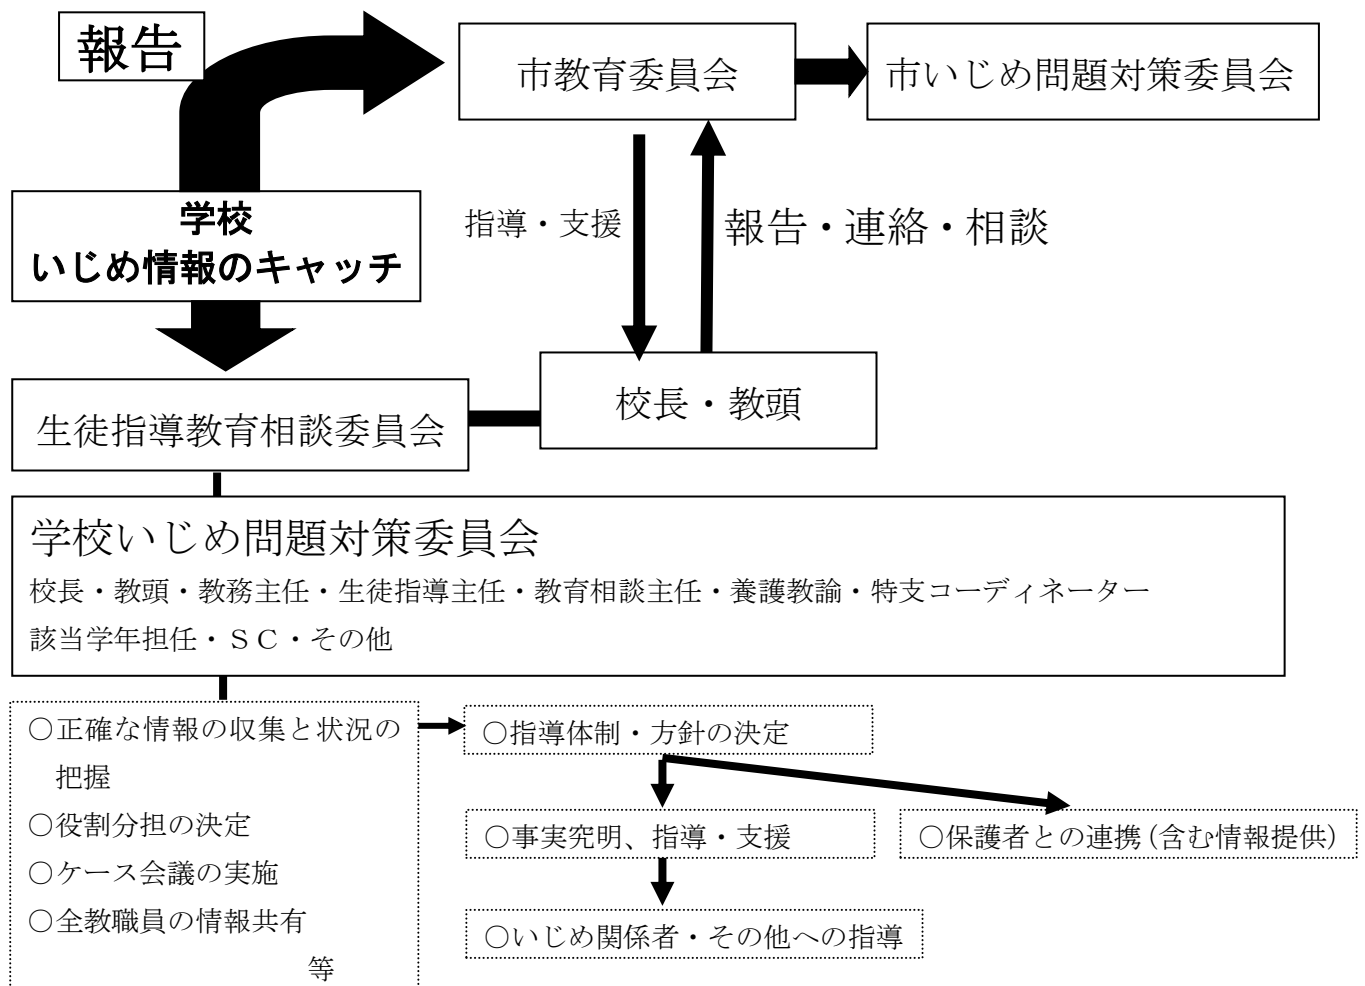 報告
市教育委員会
市いじめ問題対策委員会
学校
いじめ情報のキャッチ
指導・支援
報告・連絡・相談
校長・教頭
生徒指導教育相談委員会
学校いじめ問題対策委員会
校長・教頭・教務主任・生徒指導主任・教育相談主任・養護教諭・特支コーディネーター
該当学年担任・ＳＣ・その他
○正確な情報の収集と状況の
把握
○役割分担の決定
○ケース会議の実施
○全教職員の情報共有
等
○指導体制・方針の決定
○事実究明、指導・支援
○保護者との連携（含む情報提供）
○いじめ関係者・その他への指導